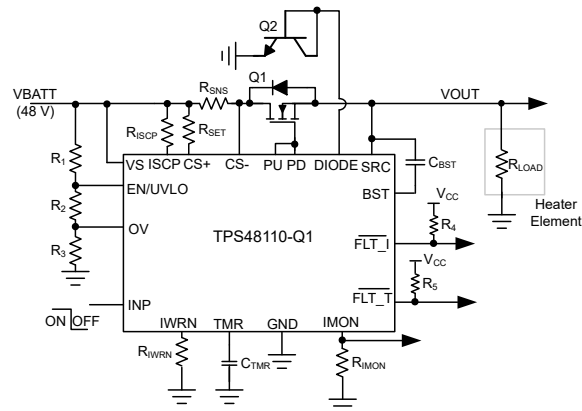 Q2
Q1
VBATT
(48 V)
RSNS
VOUT
RISCP
RSET
R1
R2
R3
VS ISCP CS+ CS- PU PD DIODE SRC
EN/UVLO
OV
INP
ON OFF
TPS48110-Q1
BST
CBST
RLOAD
Heater
Element
VCC
R4
FLT_I
VCC
R5
FLT_T
IWRN TMR GND IMON
RIWRN
CTMR
RIMON